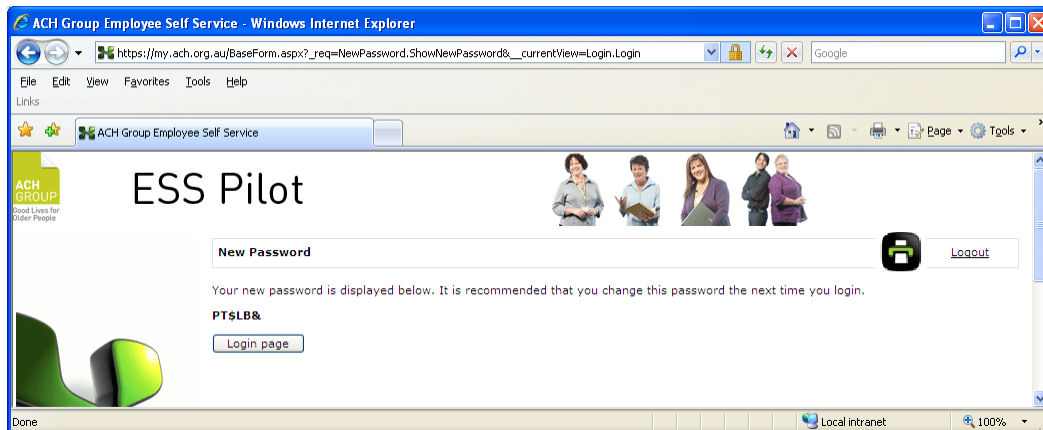 ACH Group Employee Self Service - Windows Internet Explorer
https://my.ach.org.au/BaseForm.aspx?_req=NewPassword.ShowNewPassword&__currentView=Login.Login
Google
File Edit View Favorites Tools Help
Links
ACH Group Employee Self Service
Page Tools
ACH
GROUP
Good Lives for
Older People
ESS Pilot
New Password
Logout
Your new password is displayed below. It is recommended that you change this password the next time you login.
PT$LB&
Login page
Done
Local intranet
100%